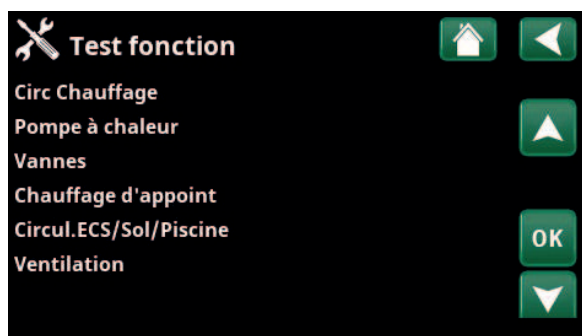 Test fonction
Circ Chauffage
Pompe à chaleur
Vannes
Chauffage d'appoint
Circul.ECS/Sol/Piscine
OK
Ventilation